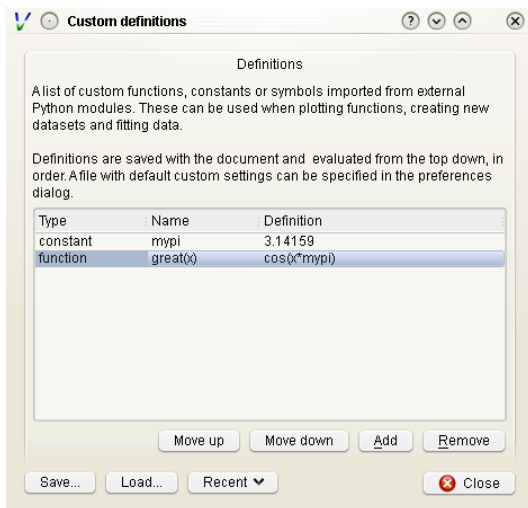 Custom definitions
Definitions
A list of custom functions, constants or symbols imported from external
Python modules. These can be used when plotting functions, creating new
datasets and fitting data.
Definitions are saved with the document and  evaluated from the top down, in
order. A file with default custom settings can be specified in the preferences
dialog.
Type Name Definition
constant mypi 3.14159
function great(x) cos(x*mypi)
Move up Move down Add Remove
Save... Load... Recent Close